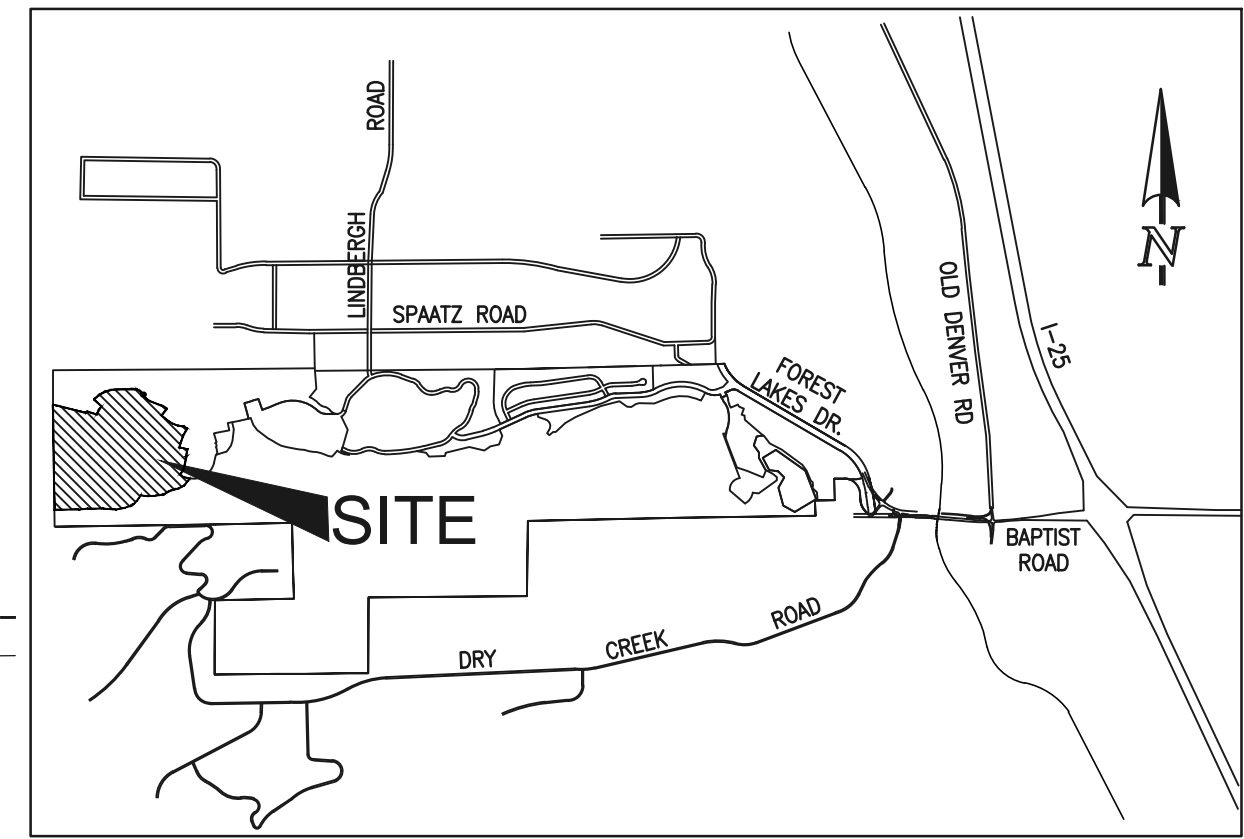 ROAD
LINDBERGH
SPAATZ ROAD
N
OLD DENVER RD
I-25
FOREST
LAKES DR.
SITE
BAPTIST
ROAD
DRY CREEK ROAD